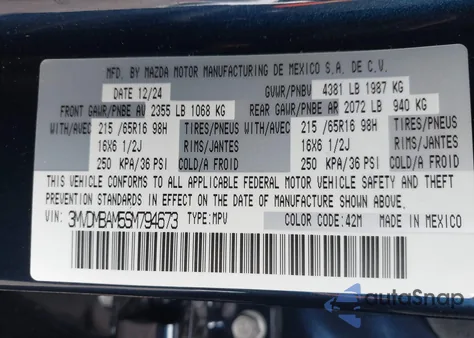 MFD. BY MAZDA MOTOR MANUFACTURING DE MEXICO S.A. DE C.V.
DATE 12/24 GVWR/PNBV 4381 LB 1987 KG
FRONT GAWR/PNBE AV 2355 LB 1068 KG REAR GAWR/PNBE AR 2072 LB 940 KG
WITH/AVEC 215 /65R16 98H TIRES/PNEUS WITH/AVEC 215 /65R16 98H TIRES/PNEUS
16X6 1/2J RIMS/JANTES 16X6 1/2J RIMS/JANTES
250 KPA/36 PSI COLD/A FROID 250 KPA/36 PSI COLD/A FROID
THIS VEHICLE CONFORMS TO ALL APPLICABLE FEDERAL MOTOR VEHICLE SAFETY AND THEFT
PREVENTION STANDARDS IN EFFECT ON THE DATE OF MANUFACTURE SHOWN ABOVE.
VIN: 3MVDMBAM5SM794673 TYPE: MPV COLOR CODE: 42M MADE IN MEXICO
autoSnap